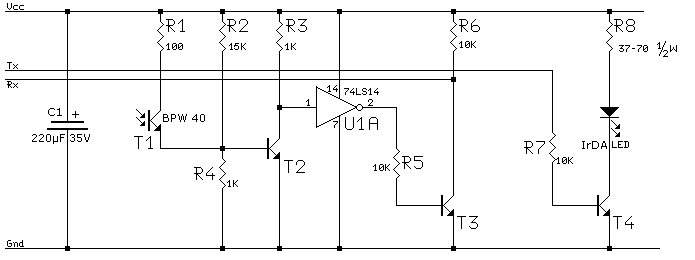 Vcc
R1
100
R2
15K
R3
1K
R6
10K
R8
37-70 1/2W
Tx
Rx
14 74LS14
1
2
7 U1A
C1 +
220µF 35V
BPW 40
T1
T2
R4
1K
R5
10K
T3
R7
10K
IrDA LED
T4
Gnd